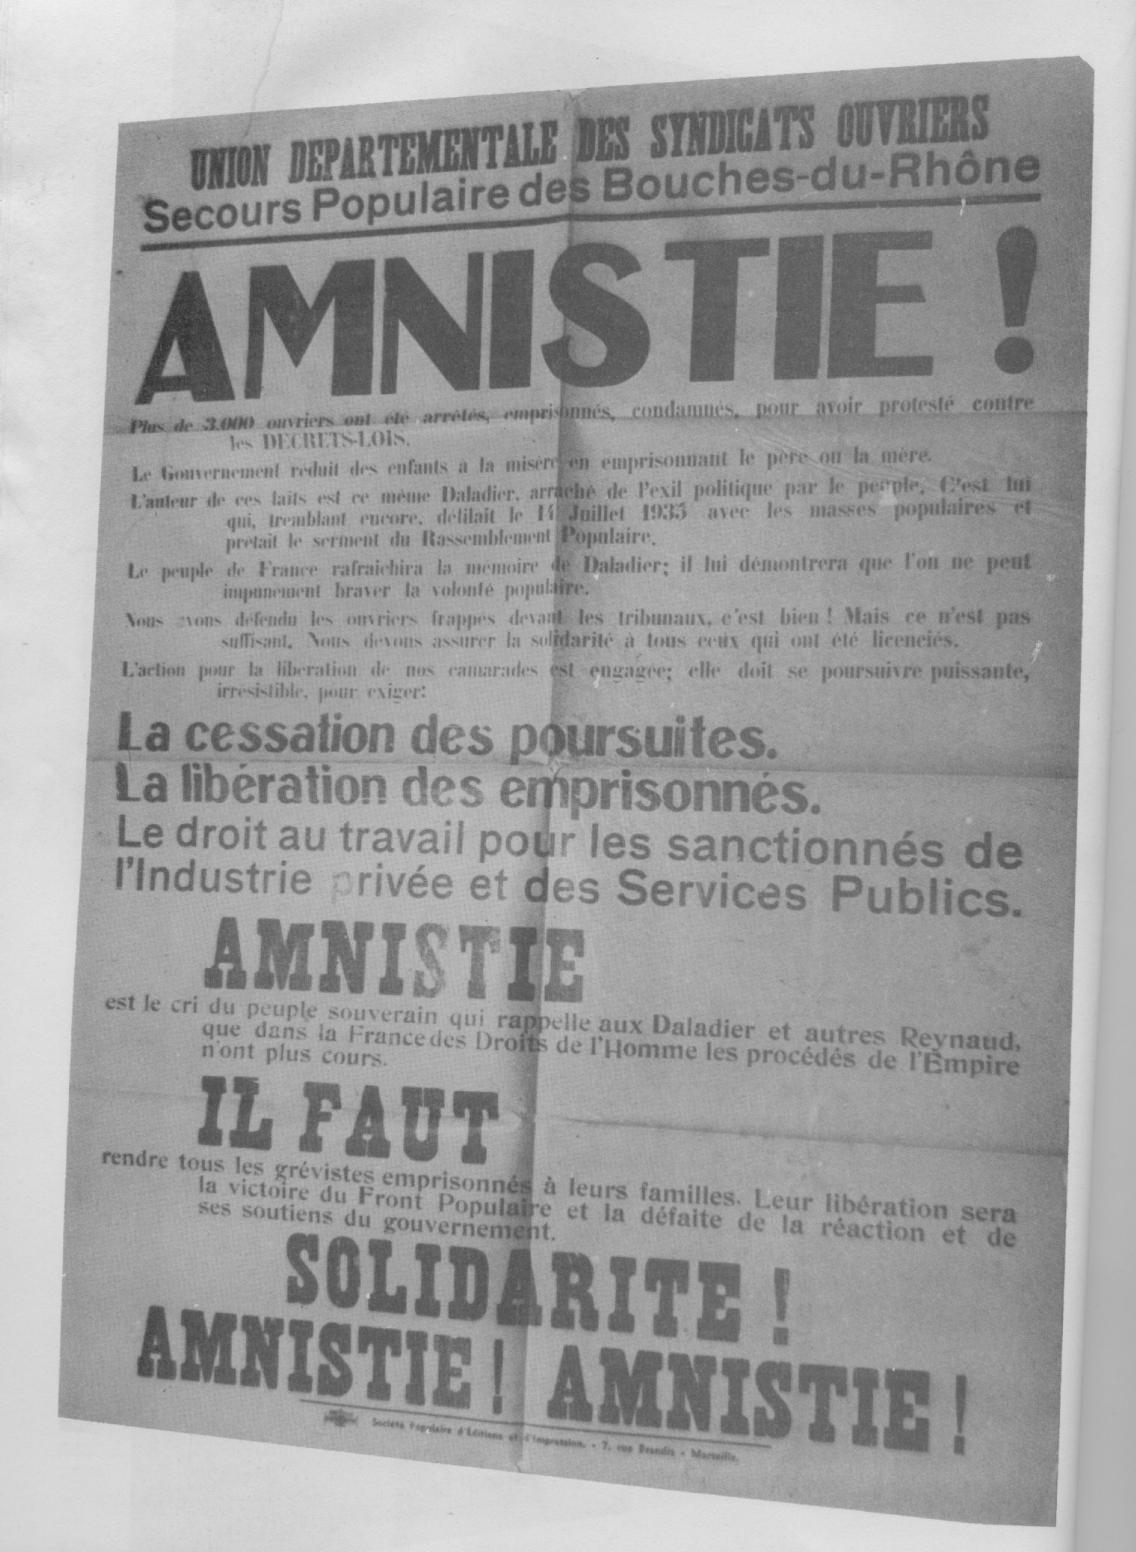 UNION DEPARTEMENTALE DES SYNDICATS OUVRIERS
Secours Populaire des Bouches-du-Rhône
AMNISTIE !
Plus de 3.000 ouvriers ont été arrêtés, emprisonnés, condamnés, pour avoir protesté contre
les DECRETS-LOIS.
Le Gouvernement réduit des enfants à la misère en emprisonnant le père ou la mère.
L'auteur de ces faits est ce même Daladier, arraché de l'exil politique par le peuple. C'est lui
qui, tremblant encore, défilait le 14 Juillet 1935 avec les masses populaires et
prêtait le serment du Rassemblement Populaire.
Le peuple de France rafraichira la mémoire de Daladier; il lui démontrera que l'on ne peut
impunément braver la volonté populaire.
Nous avons défendu les ouvriers frappés devant les tribunaux, c'est bien ! Mais ce n'est pas
suffisant. Nous devons assurer la solidarité à tous ceux qui ont été licenciés.
L'action pour la libération de nos camarades est engagée; elle doit se poursuivre puissante,
irrésistible, pour exiger:
La cessation des poursuites.
La libération des emprisonnés.
Le droit au travail pour les sanctionnés de
l'Industrie privée et des Services Publics.
AMNISTIE
est le cri du peuple souverain qui rappelle aux Daladier et autres Reynaud,
que dans la France des Droits de l'Homme les procédés de l'Empire
n'ont plus cours.
IL FAUT
rendre tous les grévistes emprisonnés à leurs familles. Leur libération sera
la victoire du Front Populaire et la défaite de la réaction et de
ses soutiens du gouvernement.
SOLIDARITE !
AMNISTIE ! AMNISTIE !
Société Populaire d'Editions et d'Impression. - 7, rue Brandis - Marseille.